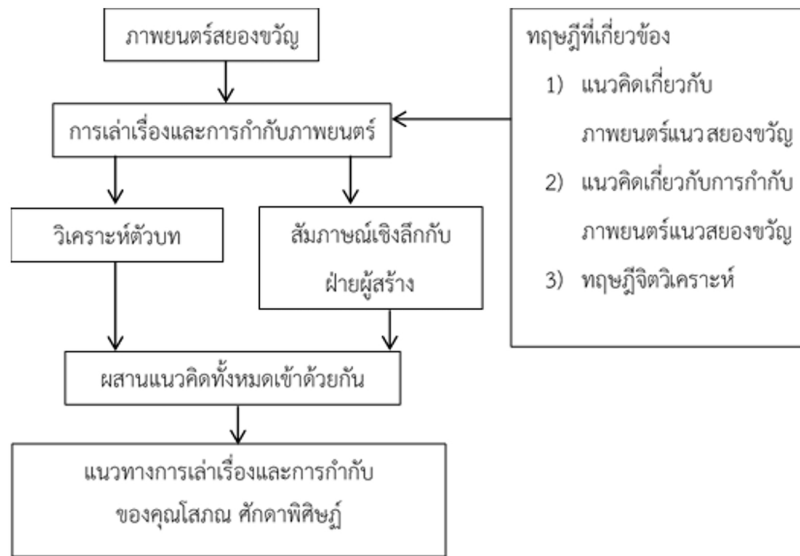 ภาพยนตร์สยองขวัญ
การเล่าเรื่องและการกำกับภาพยนตร์
วิเคราะห์ตัวบท
สัมภาษณ์เชิงลึกกับ
ฝ่ายผู้สร้าง
ผสานแนวคิดทั้งหมดเข้าด้วยกัน
แนวทางการเล่าเรื่องและการกำกับ
ของคุณโสภณ ศักดาพิศิษฏ์
ทฤษฎีที่เกี่ยวข้อง
1) แนวคิดเกี่ยวกับ
ภาพยนตร์แนวสยองขวัญ
2) แนวคิดเกี่ยวกับการกำกับ
ภาพยนตร์แนวสยองขวัญ
3) ทฤษฎีจิตวิเคราะห์